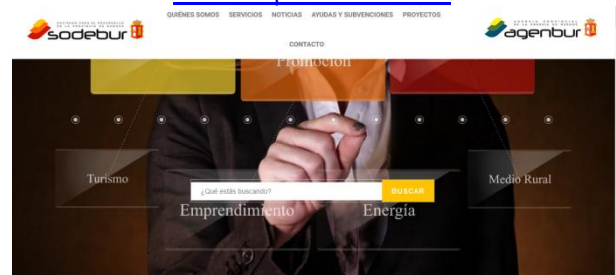 QUIÉNES SOMOS SERVICIOS NOTICIAS AYUDAS Y SUBVENCIONES PROYECTOS
CONTACTO
sodebur
agenbur
Promoción
Turismo
Medio Rural
¿Qué estás buscando?
BUSCAR
Emprendimiento
Energía